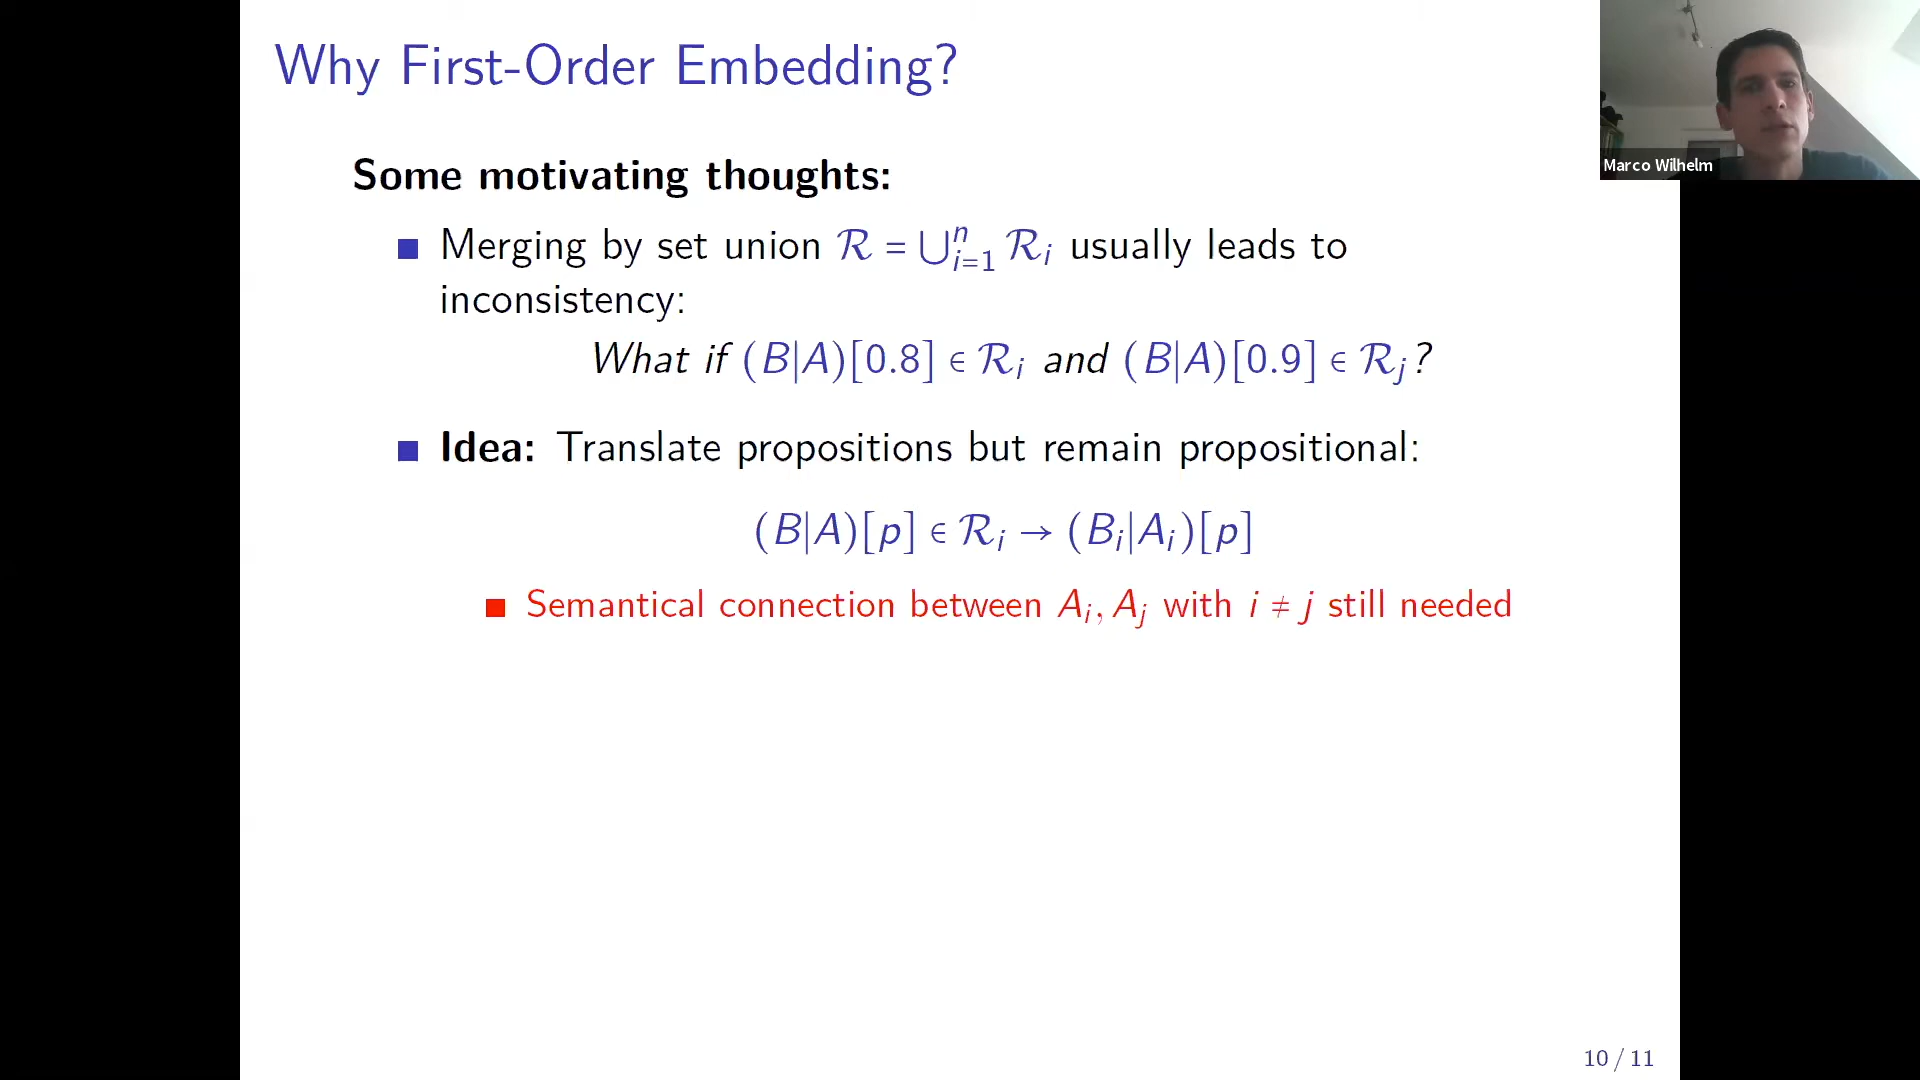 Why First-Order Embedding?
Marco Wilhelm
Some motivating thoughts:
Merging by set union ℛ = ⋃ⁿᵢ₌₁ ℛᵢ usually leads to
inconsistency:
What if (B|A)[0.8] ∈ ℛᵢ and (B|A)[0.9] ∈ ℛⱼ?
Idea: Translate propositions but remain propositional:
(B|A)[p] ∈ ℛᵢ → (Bᵢ|Aᵢ)[p]
Semantical connection between Aᵢ, Aⱼ with i ≠ j still needed
10 / 11